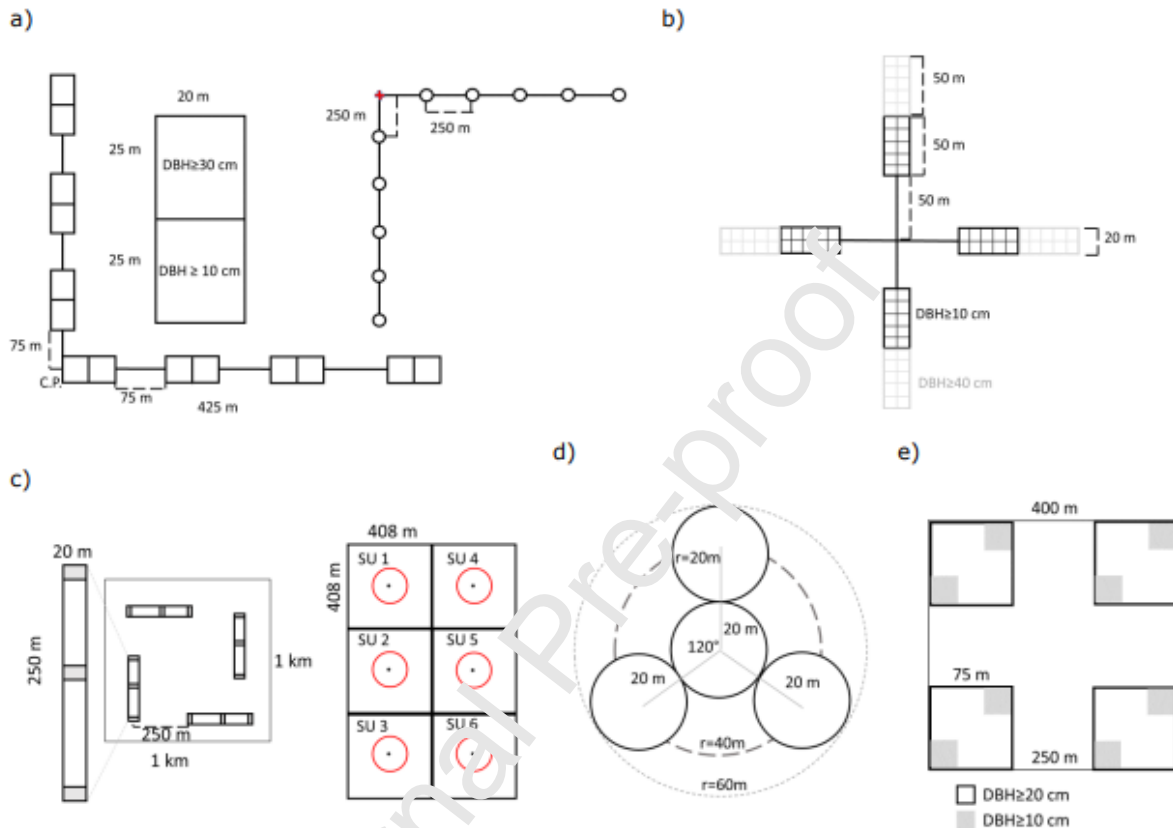 a)
20 m
25 m
DBH≥30 cm
25 m
DBH ≥ 10 cm
75 m
C.P.
75 m
425 m
250 m
250 m
b)
50 m
50 m
50 m
20 m
DBH≥10 cm
DBH≥40 cm
c)
20 m
250 m
1 km
250 m
1 km
408 m
408 m
SU 1
SU 4
SU 2
SU 5
SU 3
SU 6
d)
r=20m
20 m
120°
20 m
20 m
r=40m
r=60m
e)
400 m
75 m
250 m
DBH≥20 cm
DBH≥10 cm
nal Pre-proof